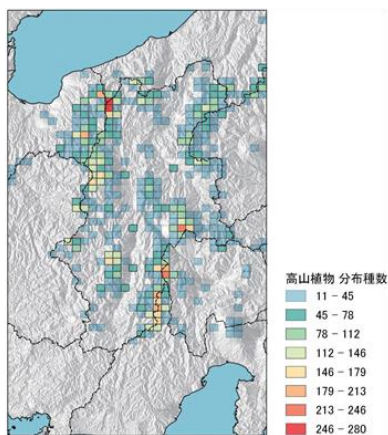 高山植物 分布種数
11 – 45
45 – 78
78 – 112
112 – 146
146 – 179
179 – 213
213 – 246
246 – 280